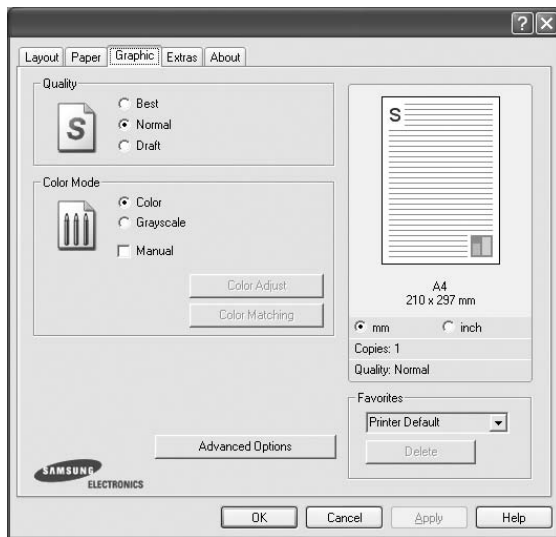 ? X
Layout Paper Graphic Extras About
Quality
S
Best
Normal
Draft
Color Mode
Color
Grayscale
Manual
Color Adjust
Color Matching
S
A4
210 x 297 mm
mm inch
Copies: 1
Quality: Normal
Favorites
Printer Default
Delete
Advanced Options
SAMSUNG
ELECTRONICS
OK Cancel Apply Help